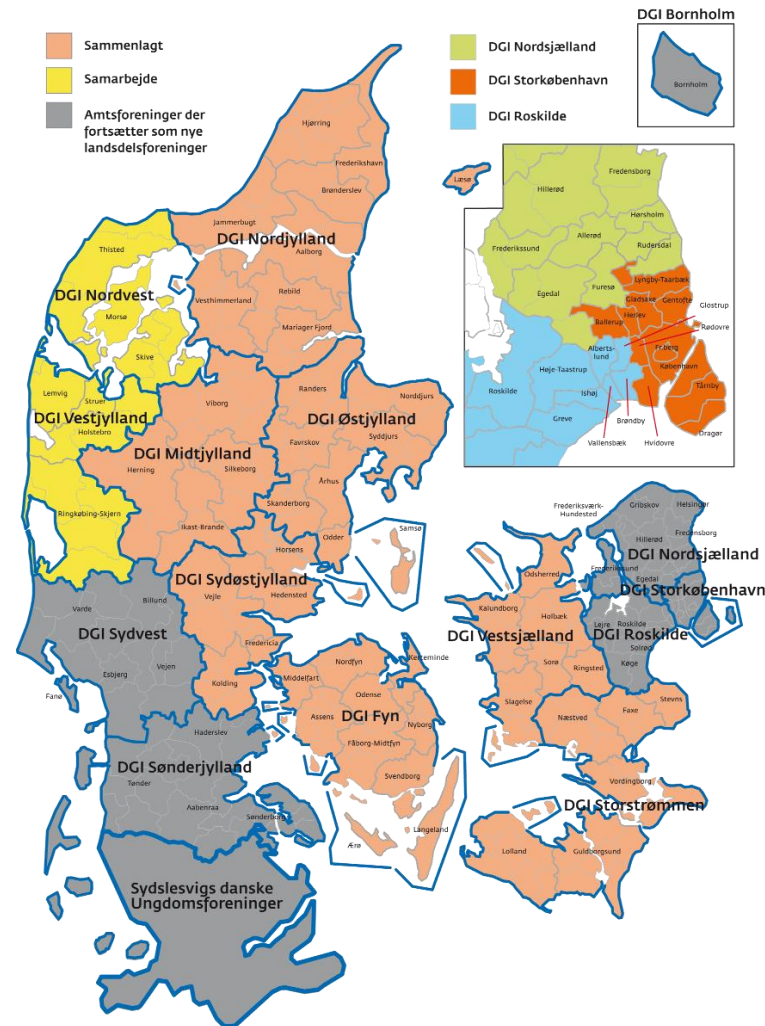 Sammenlagt
Samarbejde
Amtsforeninger der
fortsætter som nye
landsdelsforeninger
DGI Nordsjælland
DGI Storkøbenhavn
DGI Roskilde
DGI Bornholm
Bornholm
Hjørring
Frederikshavn
Brønderslev
Jammerbugt
DGI Nordjylland
Aalborg
Vesthimmerland
Rebild
Mariager Fjord
Læsø
Thisted
DGI Nordvest
Morsø
Skive
Lemvig
Struer
DGI Vestjylland
Holstebro
Ringkøbing-Skjern
Viborg
DGI Midtjylland
Herning
Silkeborg
Ikast-Brande
Randers
Norddjurs
DGI Østjylland
Favrskov
Syddjurs
Århus
Skanderborg
Odder
Samsø
Horsens
DGI Sydøstjylland
Vejle
Hedensted
Fredericia
Kolding
Billund
Varde
DGI Sydvest
Vejen
Esbjerg
Fanø
Haderslev
DGI Sønderjylland
Tønder
Aabenraa
Sønderborg
Sydslesvigs danske
Ungdomsforeninger
Nordfyn
Kerteminde
Middelfart
Odense
Assens
DGI Fyn
Nyborg
Fåborg-Midtfyn
Svendborg
Langeland
Ærø
Fredensborg
Hillerød
Hørsholm
Allerød
Frederikssund
Rudersdal
Egedal
Furesø
Lyngby-Taarbæk
Gladsaxe
Gentofte
Glostrup
Herlev
Ballerup
Rødovre
Alberts-
lund
Fr.berg
København
Høje-Taastrup
Roskilde
Ishøj
Tårnby
Greve
Brøndby
Dragør
Vallensbæk
Hvidovre
Frederiksværk-
Hundested
Gribskov
Helsingør
Hillerød
Fredensborg
DGI Nordsjælland
Frederikssund
Egedal
DGI Storkøbenhavn
Odsherred
Kalundborg
Holbæk
DGI Vestsjælland
Lejre
Roskilde
DGI Roskilde
Solrød
Køge
Sorø
Ringsted
Slagelse
Næstved
Faxe
Stevns
Vordingborg
DGI Storstrømmen
Lolland
Guldborgsund